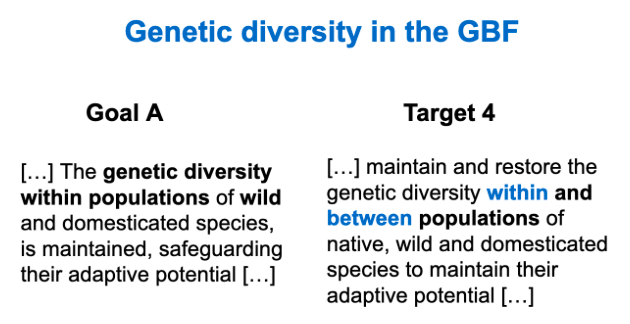 Genetic diversity in the GBF
Goal A
[…] The genetic diversity
within populations of wild
and domesticated species,
is maintained, safeguarding
their adaptive potential […]
Target 4
[…] maintain and restore the
genetic diversity within and
between populations of
native, wild and domesticated
species to maintain their
adaptive potential […]